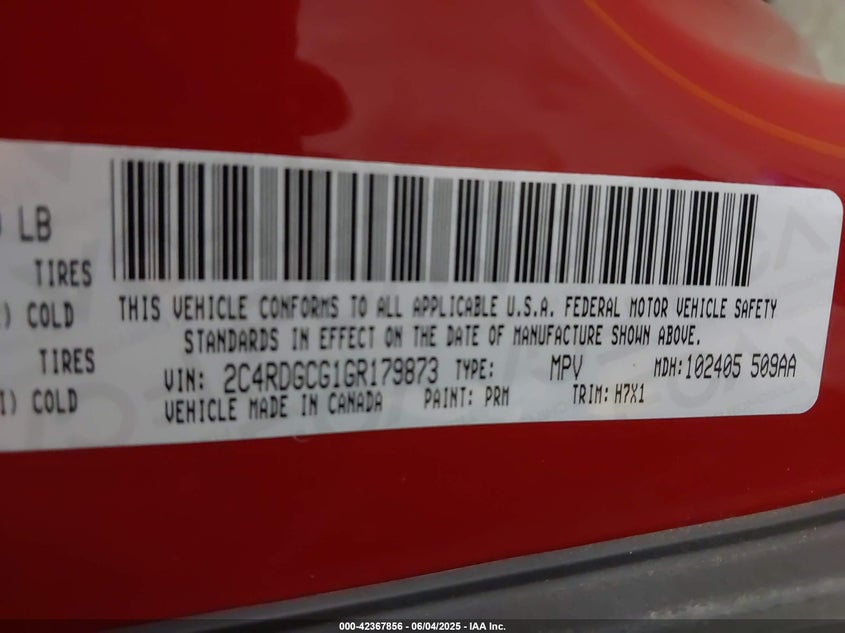 LB
TIRES
COLD
TIRES
COLD
THIS VEHICLE CONFORMS TO ALL APPLICABLE U.S.A. FEDERAL MOTOR VEHICLE SAFETY
STANDARDS IN EFFECT ON THE DATE OF MANUFACTURE SHOWN ABOVE.
VIN: 2C4RDGCG1GR179873 TYPE: MPV MDH:102405 509AA
VEHICLE MADE IN CANADA PAINT: PRM TRIM: H7X1
000-42367856 - 06/04/2025 - IAA Inc.